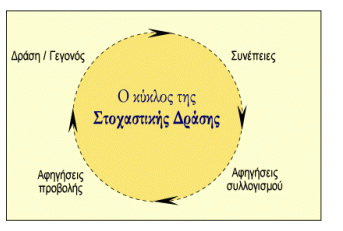 Δράση / Γεγονός
Συνέπειες
Ο κύκλος της
Στοχαστικής Δράσης
Αφηγήσεις
προβολής
Αφηγήσεις
συλλογισμού